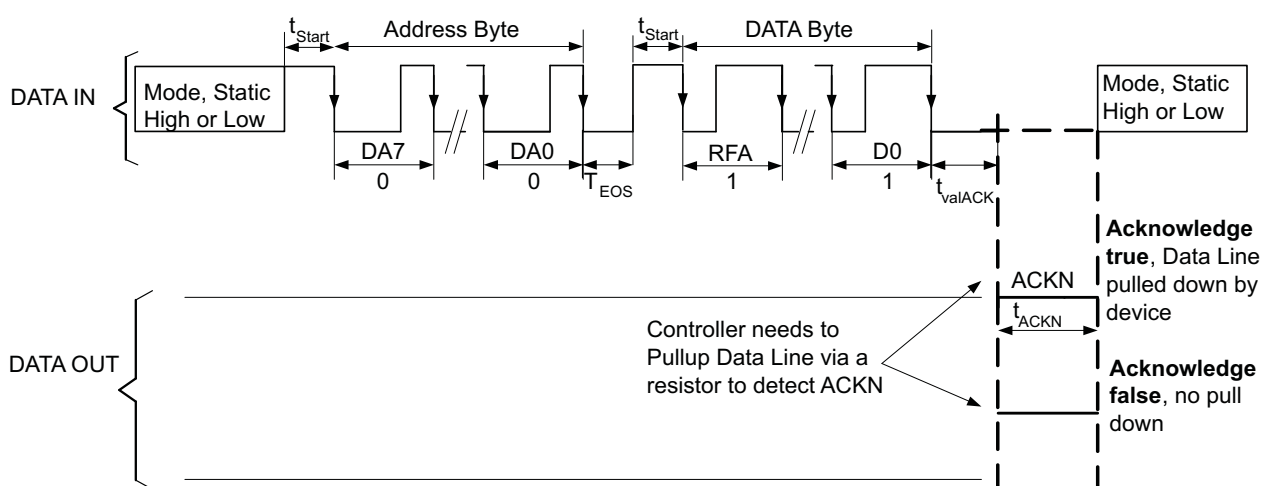 tStart
Address Byte
tStart
DATA Byte
DATA IN
Mode, Static
High or Low
Mode, Static
High or Low
DA7
0
DA0
0
TEOS
RFA
1
D0
1
tvalACK
Acknowledge
true, Data Line
pulled down by
device
ACKN
tACKN
Controller needs to
Pullup Data Line via a
resistor to detect ACKN
DATA OUT
Acknowledge
false, no pull
down